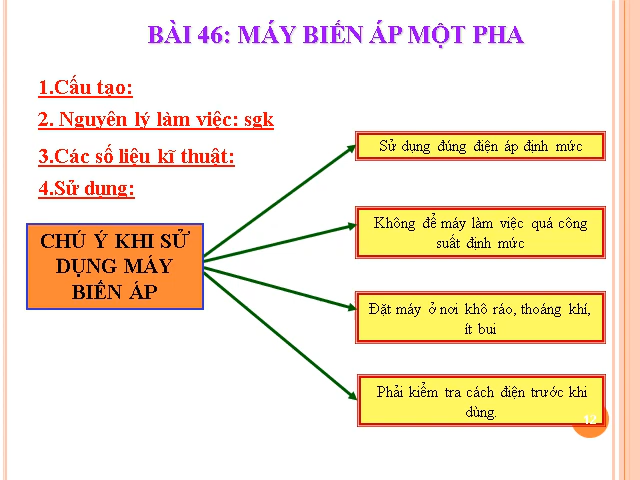 BÀI 46: MÁY BIẾN ÁP MỘT PHA
1.Cấu tạo:
2. Nguyên lý làm việc: sgk
3.Các số liệu kĩ thuật:
4.Sử dụng:
CHÚ Ý KHI SỬ
DỤNG MÁY
BIẾN ÁP
Sử dụng đúng điện áp định mức
Không để máy làm việc quá công
suất định mức
Đặt máy ở nơi khô ráo, thoáng khí,
ít bui
Phải kiểm tra cách điện trước khi
dùng.
12